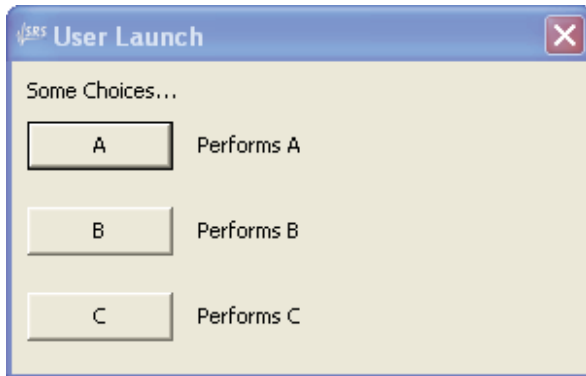 SRS User Launch
Some Choices...
A Performs A
B Performs B
C Performs C